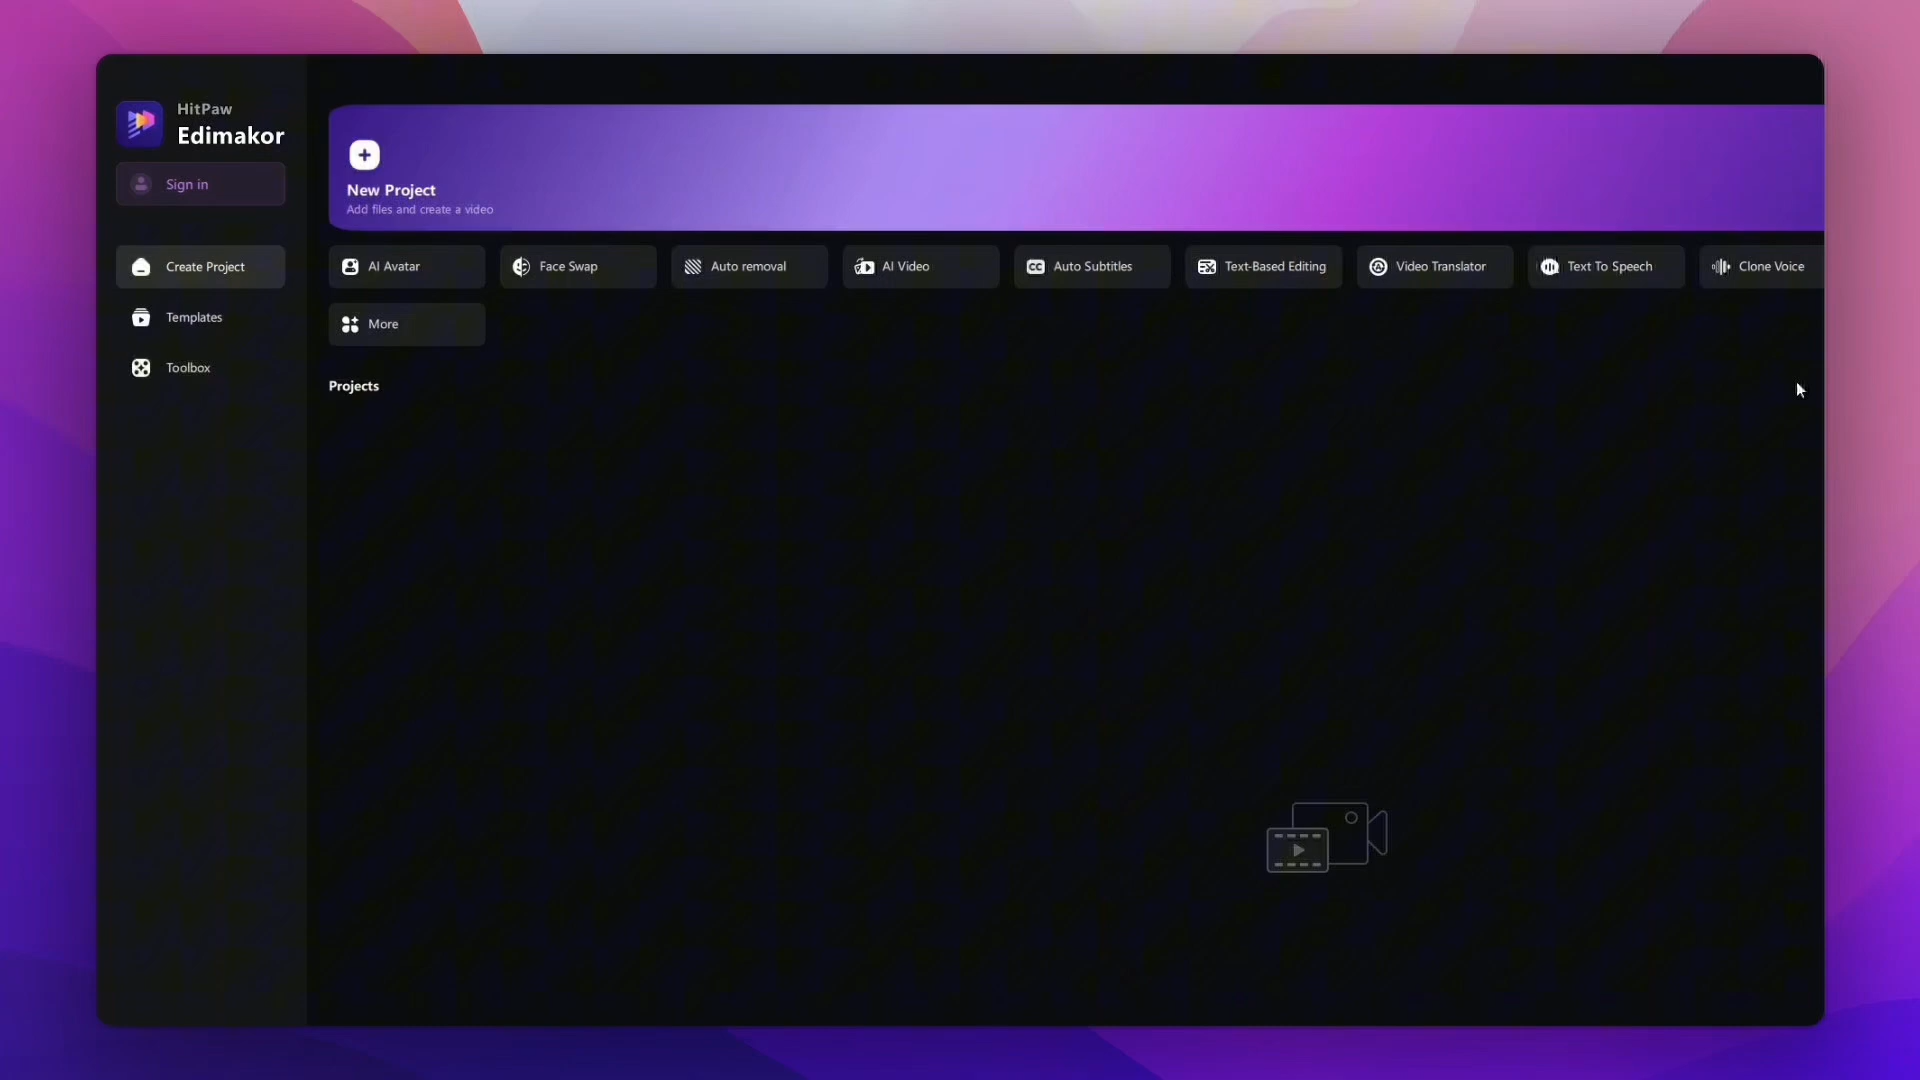 HitPaw
Edimakor
Sign in
Create Project
Templates
Toolbox
New Project
Add files and create a video
AI Avatar
Face Swap
Auto removal
AI Video
CC
Auto Subtitles
Text-Based Editing
Video Translator
Text To Speech
Clone Voice
More
Projects